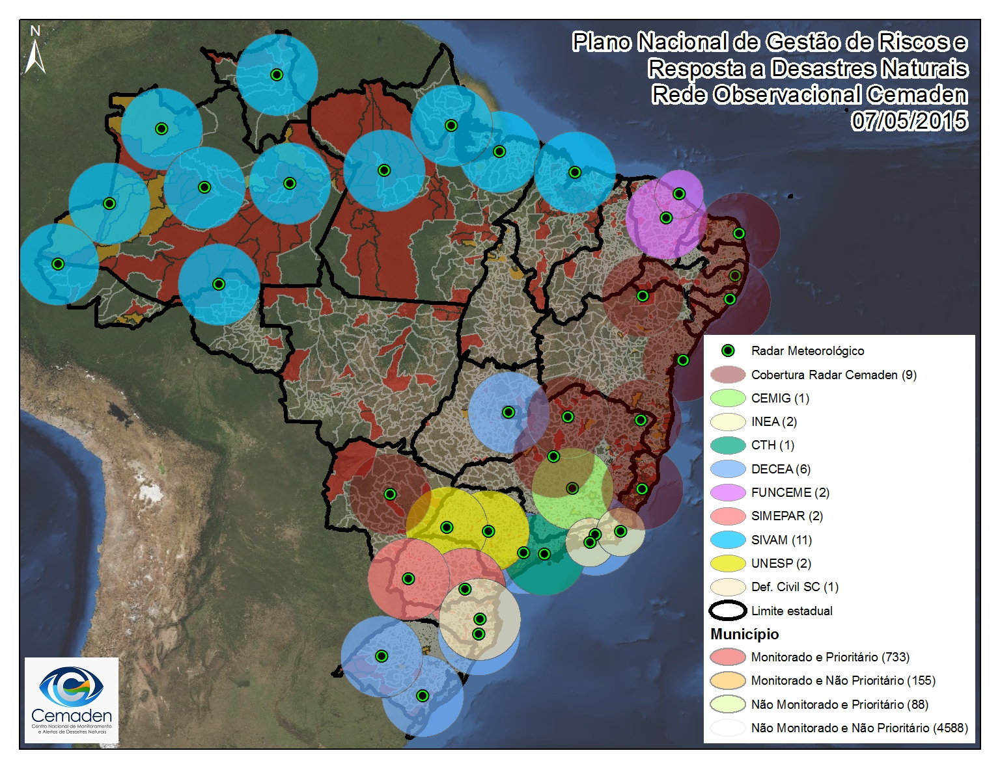 N
Plano Nacional de Gestão de Riscos e
Resposta a Desastres Naturais
Rede Observacional Cemaden
07/05/2015
Radar Meteorológico
Cobertura Radar Cemaden (9)
CEMIG (1)
INEA (2)
CTH (1)
DECEA (6)
FUNCEME (2)
SIMEPAR (2)
SIVAM (11)
UNESP (2)
Def. Civil SC (1)
Limite estadual
Município
Monitorado e Prioritário (733)
Monitorado e Não Prioritário (155)
Não Monitorado e Prioritário (88)
Não Monitorado e Não Prioritário (4588)
Cemaden
Centro Nacional de Monitoramento
e Alertas de Desastres Naturais